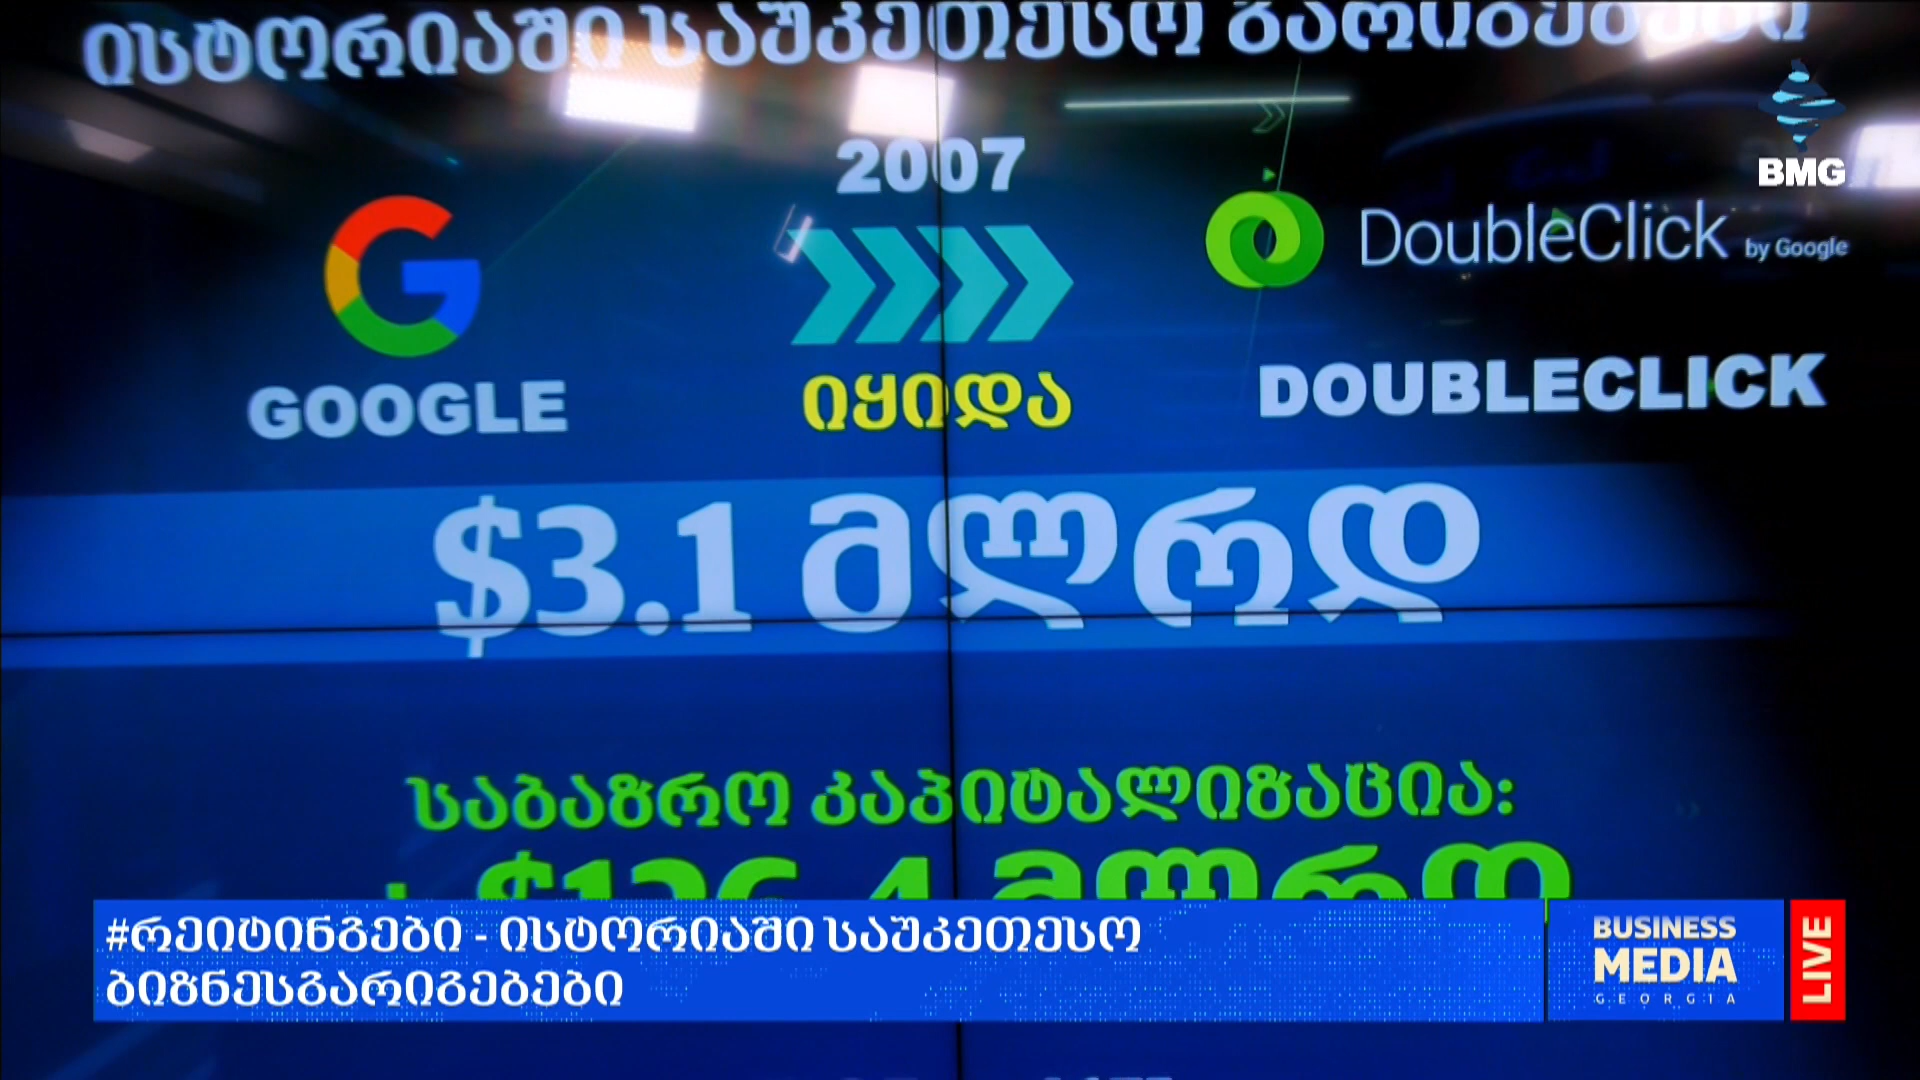 ისტორიაში საუკეთესო გარიგებები
BMG
2007
DoubleClick by Google
GOOGLE
იყიდა
DOUBLECLICK
$3.1 მლრდ
საბაზრო კაპიტალიზაცია:
#რეიტინგები - ისტორიაში საუკეთესო
ბიზნესგარიგებები
BUSINESS
MEDIA
GEORGIA
LIVE